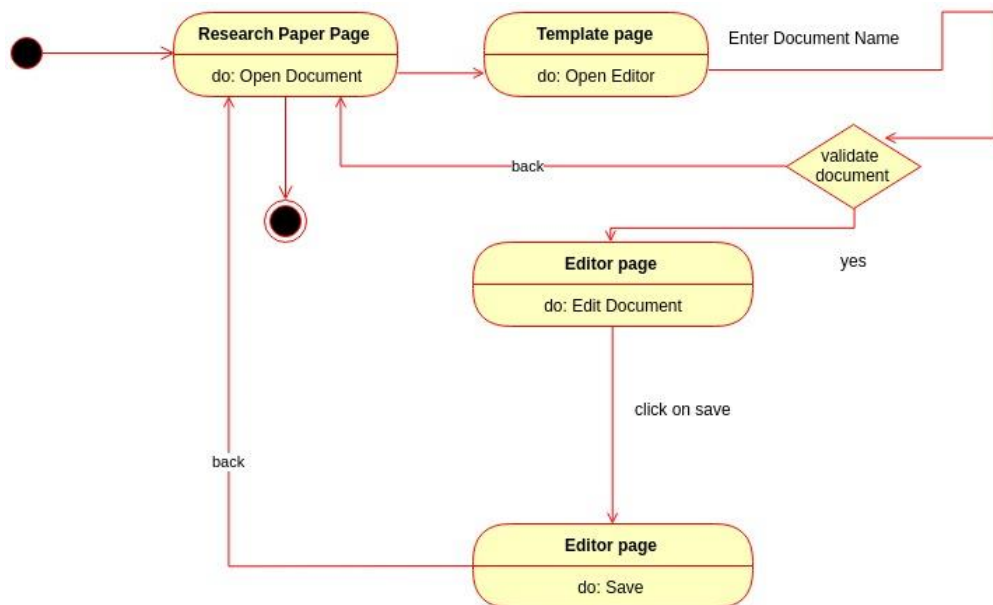 Research Paper Page
do: Open Document
Template page
do: Open Editor
Enter Document Name
validate
document
back
yes
Editor page
do: Edit Document
click on save
back
Editor page
do: Save